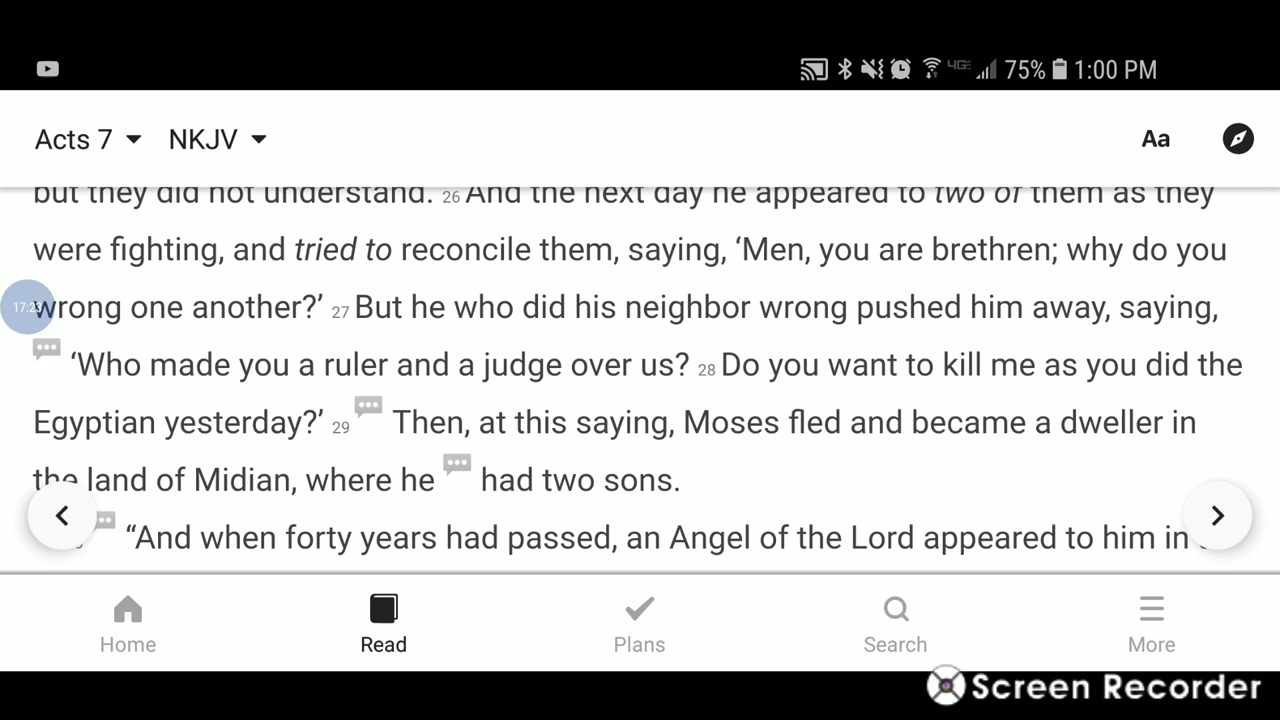 4GE 75% 1:00 PM
Acts 7 NKJV Aa
but they did not understand. 26 And the next day he appeared to two of them as they
were fighting, and tried to reconcile them, saying, ‘Men, you are brethren; why do you
17:23 wrong one another?’ 27 But he who did his neighbor wrong pushed him away, saying,
‘Who made you a ruler and a judge over us? 28 Do you want to kill me as you did the
Egyptian yesterday?’ 29 Then, at this saying, Moses fled and became a dweller in
the land of Midian, where he had two sons.
“And when forty years had passed, an Angel of the Lord appeared to him in
Home Read Plans Search More
Screen Recorder